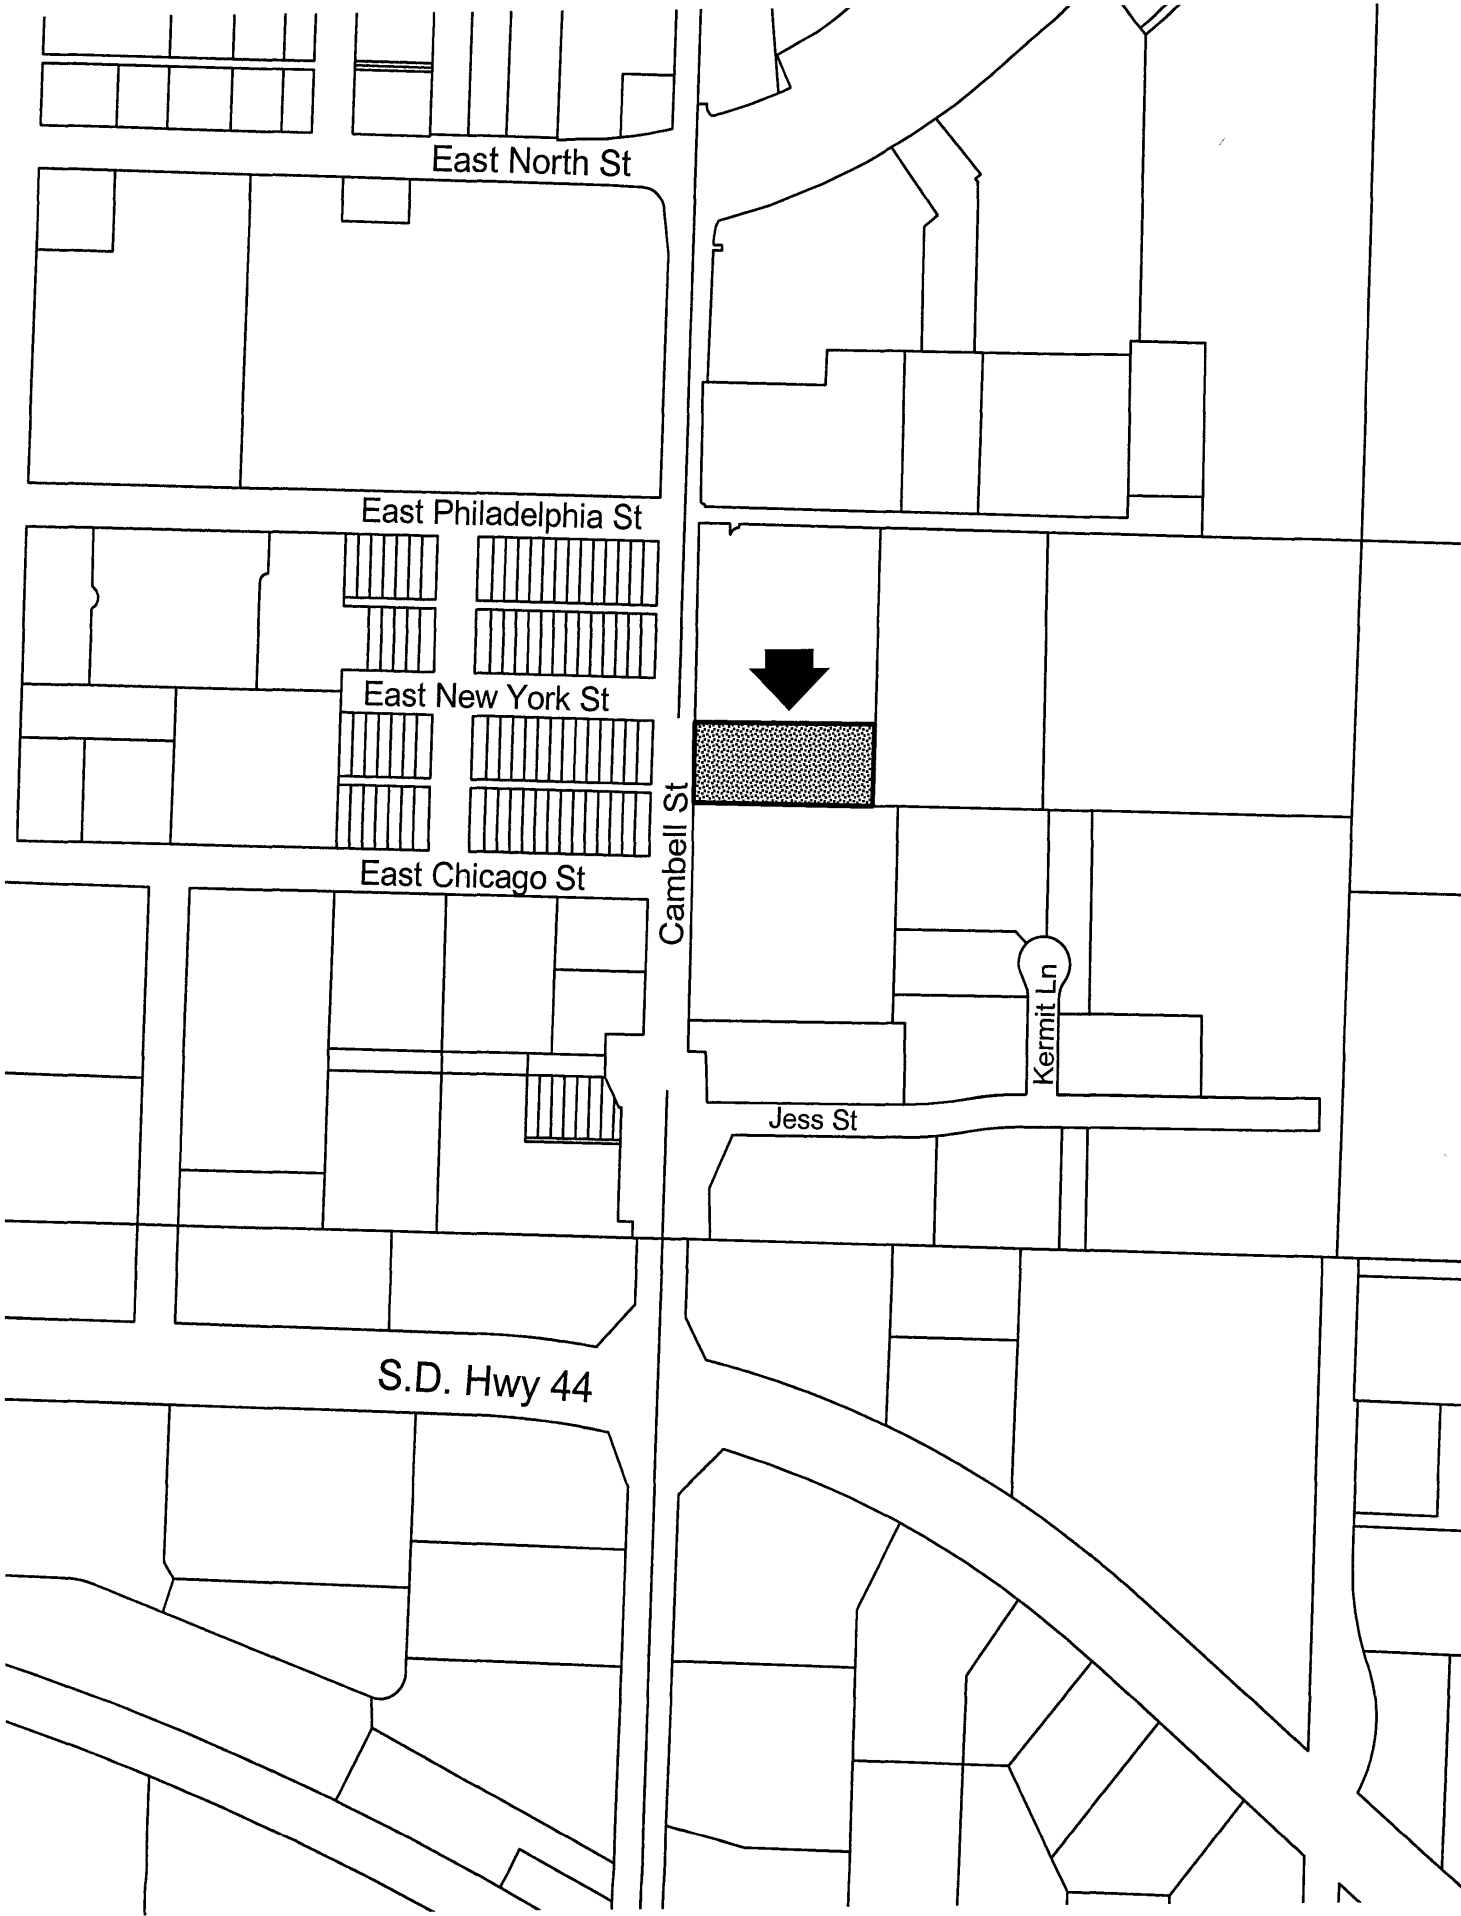 East North St
East Philadelphia St
East New York St
Cambell St
East Chicago St
Kermit Ln
Jess St
S.D. Hwy 44